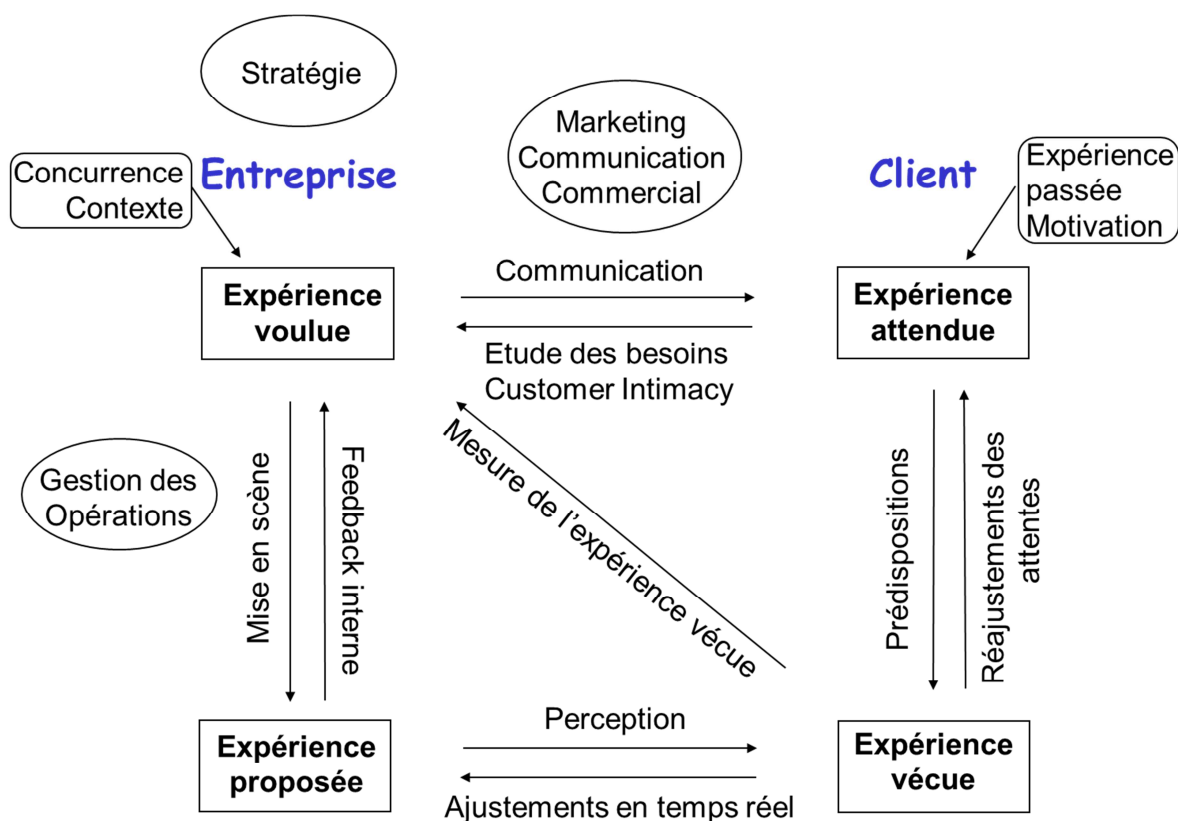 Stratégie
Marketing
Communication
Commercial
Concurrence
Contexte
Entreprise
Client
Expérience
passée
Motivation
Expérience
voulue
Communication
Etude des besoins
Customer Intimacy
Expérience
attendue
Gestion des
Opérations
Mise en scène
Feedback interne
Mesure de l’expérience vécue
Prédispositions
Réajustements des
attentes
Expérience
proposée
Perception
Ajustements en temps réel
Expérience
vécue